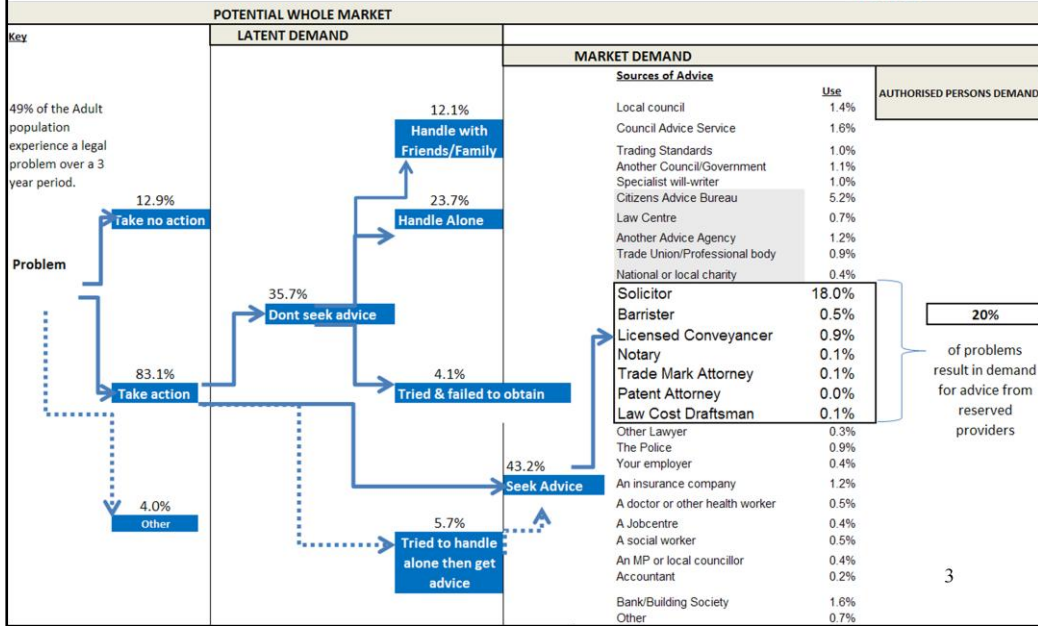 POTENTIAL WHOLE MARKET
Key
LATENT DEMAND
MARKET DEMAND
AUTHORISED PERSONS DEMAND
49% of the Adult
population
experience a legal
problem over a 3
year period.
Problem
12.9%
Take no action
83.1%
Take action
4.0%
Other
35.7%
Dont seek advice
12.1%
Handle with
Friends/Family
23.7%
Handle Alone
4.1%
Tried & failed to obtain
5.7%
Tried to handle
alone then get
advice
43.2%
Seek Advice
Sources of Advice Use
Local council 1.4%
Council Advice Service 1.6%
Trading Standards 1.0%
Another Council/Government 1.1%
Specialist will-writer 1.0%
Citizens Advice Bureau 5.2%
Law Centre 0.7%
Another Advice Agency 1.2%
Trade Union/Professional body 0.9%
National or local charity 0.4%
Solicitor 18.0%
Barrister 0.5%
Licensed Conveyancer 0.9%
Notary 0.1%
Trade Mark Attorney 0.1%
Patent Attorney 0.0%
Law Cost Draftsman 0.1%
Other Lawyer 0.3%
The Police 0.9%
Your employer 0.4%
An insurance company 1.2%
A doctor or other health worker 0.5%
A Jobcentre 0.4%
A social worker 0.5%
An MP or local councillor 0.4%
Accountant 0.2%
Bank/Building Society 1.6%
Other 0.7%
20%
of problems
result in demand
for advice from
reserved
providers
3